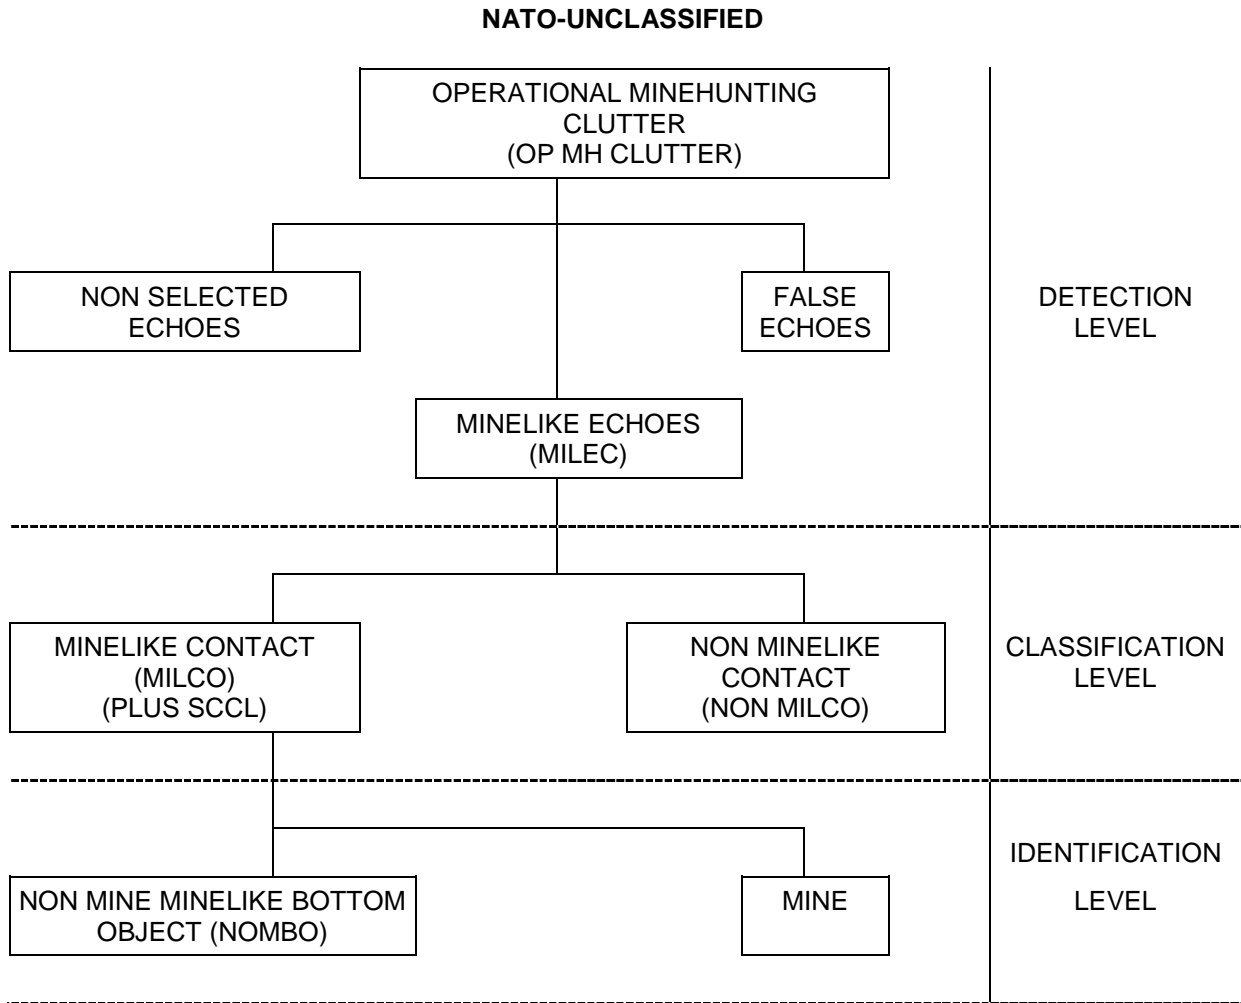 NATO-UNCLASSIFIED
OPERATIONAL MINEHUNTING
CLUTTER
(OP MH CLUTTER)
NON SELECTED
ECHOES
FALSE
ECHOES
DETECTION
LEVEL
MINELIKE ECHOES
(MILEC)
MINELIKE CONTACT
(MILCO)
(PLUS SCCL)
NON MINELIKE
CONTACT
(NON MILCO)
CLASSIFICATION
LEVEL
NON MINE MINELIKE BOTTOM
OBJECT (NOMBO)
MINE
IDENTIFICATION
LEVEL